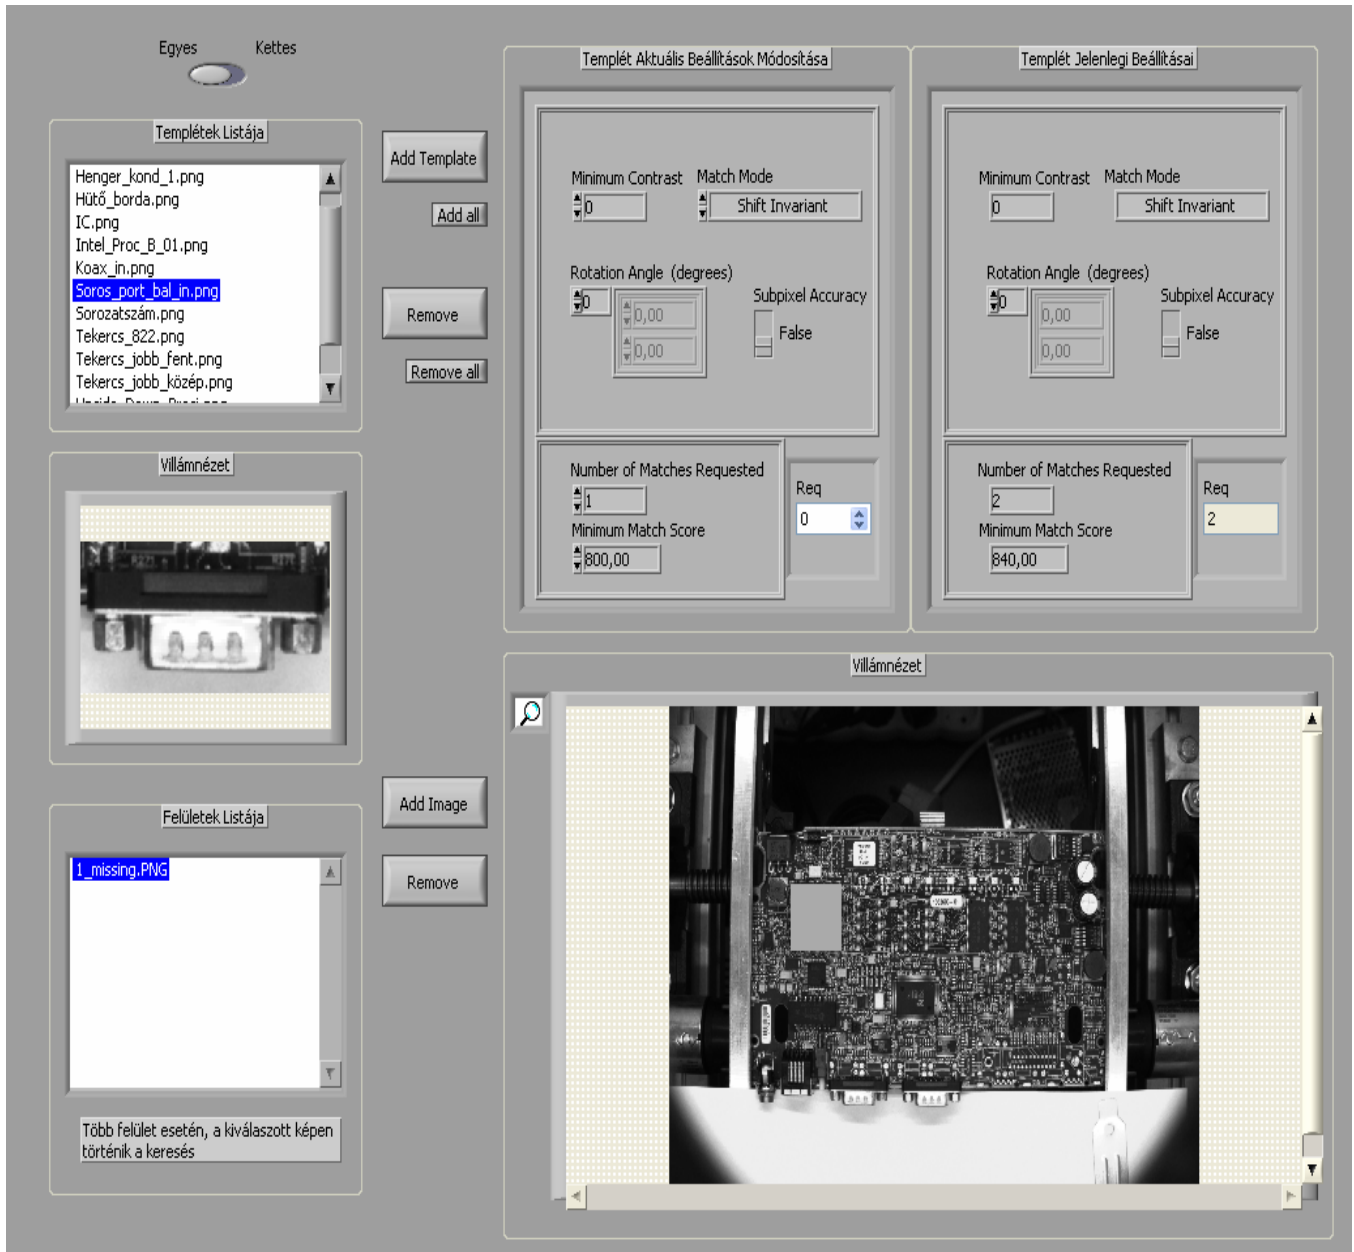 Egyes Kettes
Templétek Listája
Henger_kond_1.png
Hűtő_borda.png
IC.png
Intel_Proc_B_01.png
Koax_in.png
Soros_port_bal_in.png
Sorozatszám.png
Tekercs_822.png
Tekercs_jobb_fent.png
Tekercs_jobb_közép.png
Add Template
Add all
Remove
Remove all
Templét Aktuális Beállítások Módosítása
Minimum Contrast Match Mode
0 Shift Invariant
Rotation Angle (degrees)
0
0,00
0,00
Subpixel Accuracy
False
Number of Matches Requested
1
Minimum Match Score
800,00
Req
0
Templét Jelenlegi Beállításai
Minimum Contrast Match Mode
0 Shift Invariant
Rotation Angle (degrees)
0
0,00
0,00
Subpixel Accuracy
False
Number of Matches Requested
2
Minimum Match Score
840,00
Req
2
Villámnézet
Felületek Listája
1_missing.PNG
Több felület esetén, a kiválaszott képen
történik a keresés
Add Image
Remove
Villámnézet